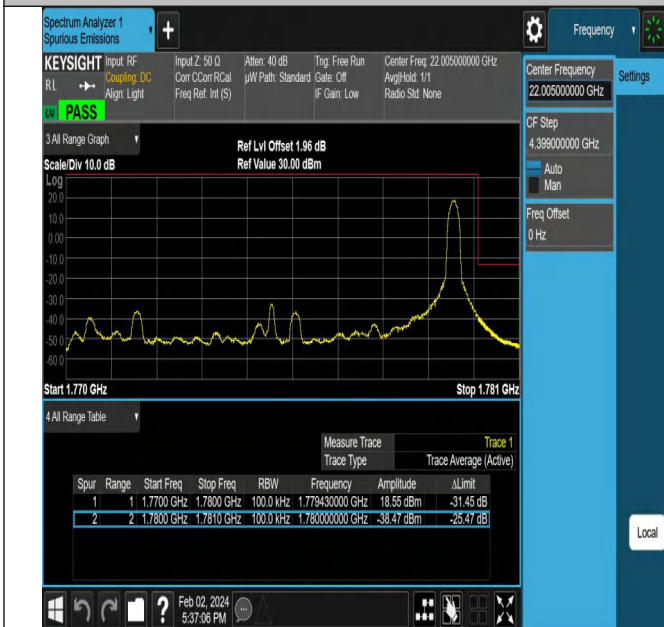 Spectrum Analyzer 1
Spurious Emissions
Frequency
KEYSIGHT Input: RF Input Z: 50 Ω Atten: 40 dB Trig: Free Run Center Freq: 22.005000000 GHz
RL Coupling: DC Corr CCorr RCal µW Path: Standard Gate: Off Avg|Hold: 1/1
Align: Light Freq Ref: Int (S) IF Gain: Low Radio Std: None
PASS
Center Frequency
22.005000000 GHz
Settings
CF Step
4.399000000 GHz
Auto
Man
Freq Offset
0 Hz
3 All Range Graph
Ref Lvl Offset 1.96 dB
Scale/Div 10.0 dB Ref Value 30.00 dBm
Log
20.0
10.0
0.00
-10.0
-20.0
-30.0
-40.0
-50.0
-60.0
Start 1.770 GHz Stop 1.781 GHz
4 All Range Table
Measure Trace Trace 1
Trace Type Trace Average (Active)
Spur Range Start Freq Stop Freq RBW Frequency Amplitude ΔLimit
1 1 1.7700 GHz 1.7800 GHz 100.0 kHz 1.779430000 GHz 18.55 dBm -31.45 dB
2 2 1.7800 GHz 1.7810 GHz 100.0 kHz 1.780000000 GHz -38.47 dBm -25.47 dB
Local
Feb 02, 2024
5:37:06 PM